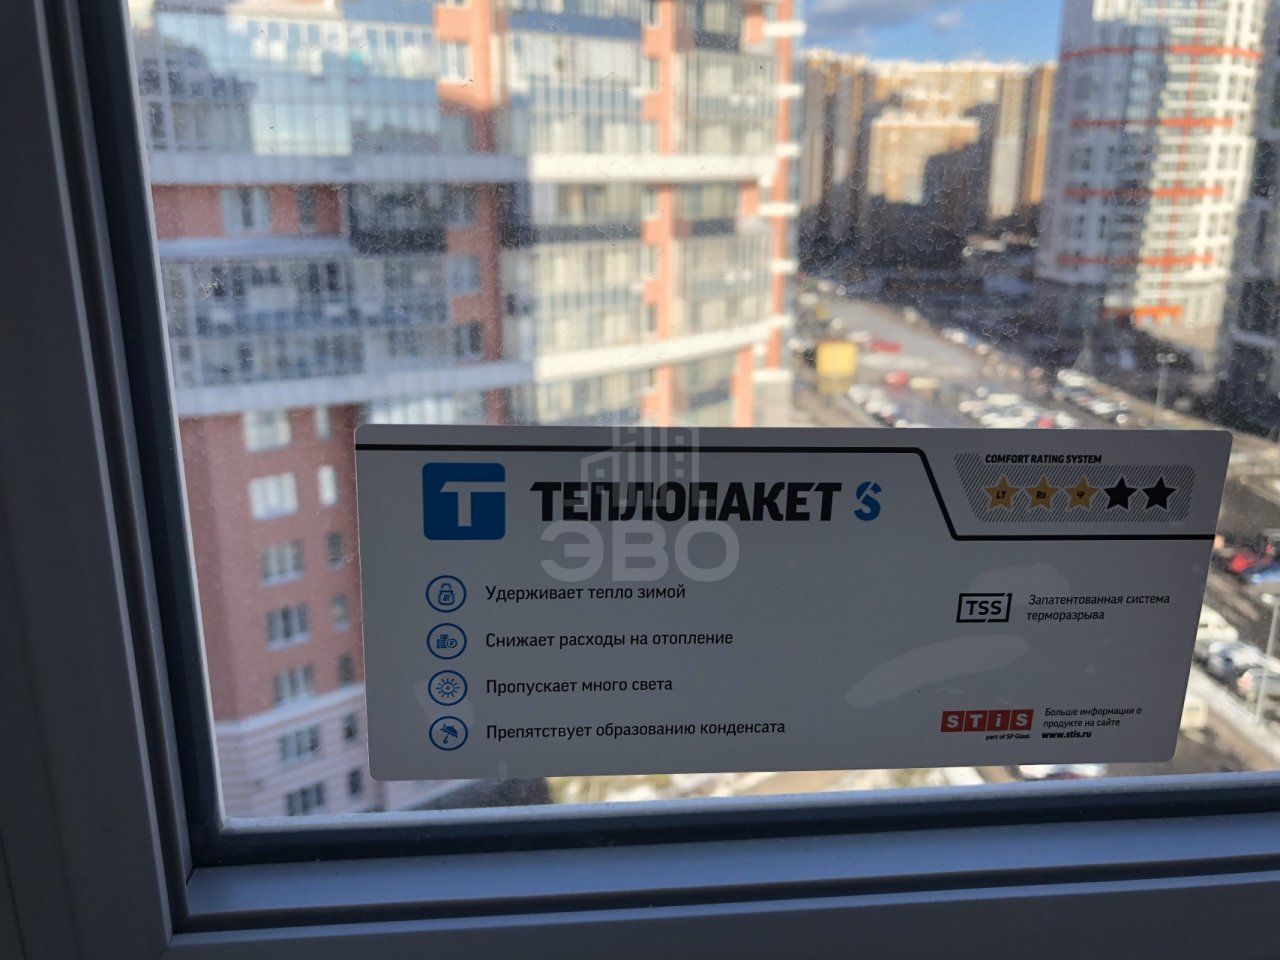 COMFORT RATING SYSTEM
LT Ro Ψ
T ТЕПЛОПАКЕТ S
ЭВО
Удерживает тепло зимой
Снижает расходы на отопление
Пропускает много света
Препятствует образованию конденсата
TSS Запатентованная система
терморазрыва
STiS
part of SP Glass
Больше информации о
продукте на сайте
www.stis.ru